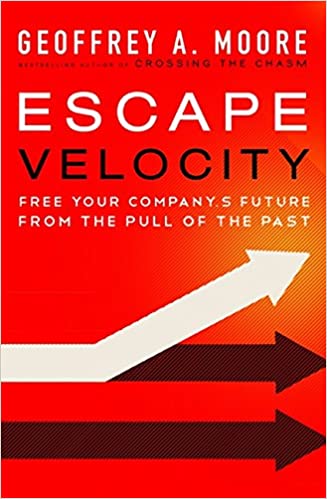 GEOFFREY A. MOORE
BESTSELLING AUTHOR OF CROSSING THE CHASM
ESCAPE
VELOCITY
FREE YOUR COMPANY'S FUTURE
FROM THE PULL OF THE PAST